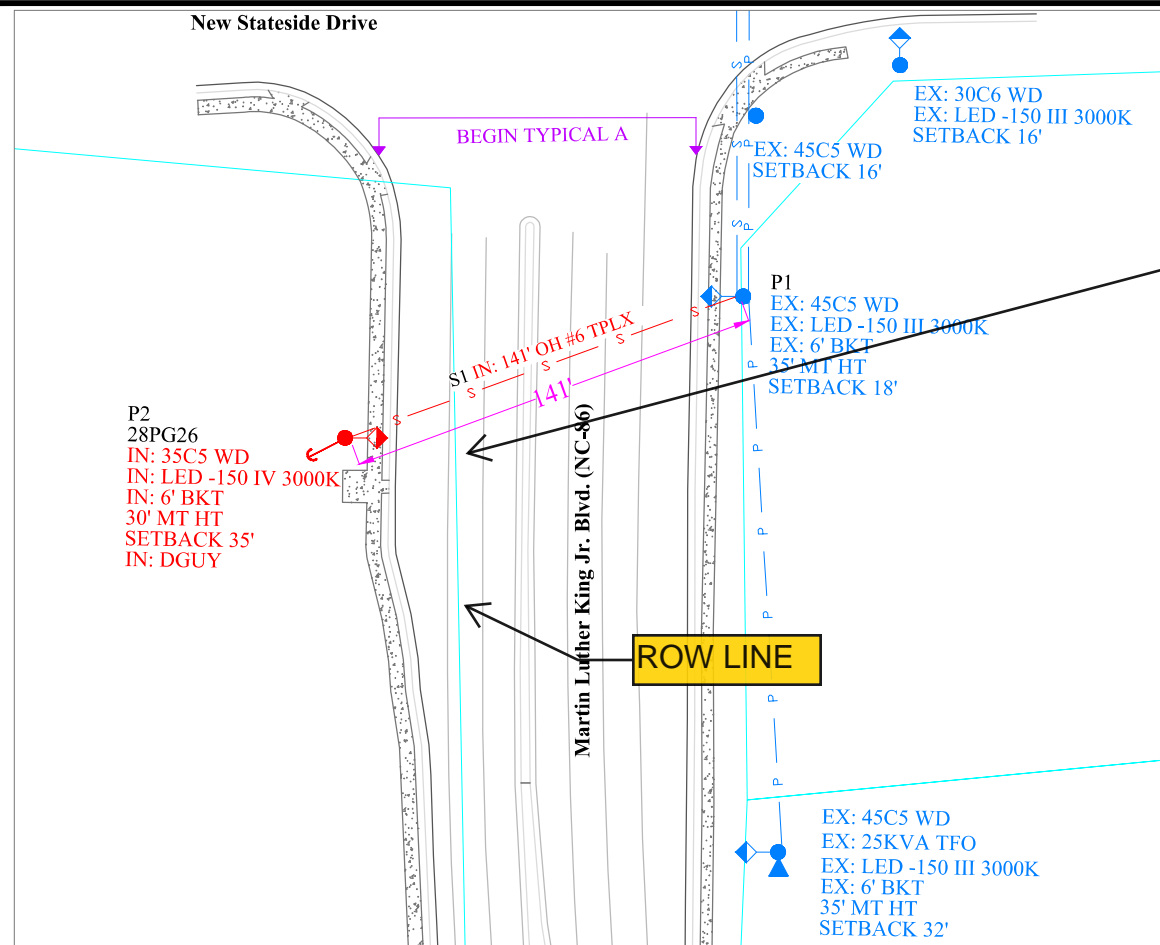 New Stateside Drive
BEGIN TYPICAL A
EX: 30C6 WD
EX: LED -150 III 3000K
SETBACK 16'
EX: 45C5 WD
SETBACK 16'
S
P
S
P
S
P
P1
EX: 45C5 WD
EX: LED -150 III 3000K
EX: 6' BKT
35' MT HT
SETBACK 18'
S1 IN: 141' OH #6 TPLX
S
S
S
S
S
141'
P2
28PG26
IN: 35C5 WD
IN: LED -150 IV 3000K
IN: 6' BKT
30' MT HT
SETBACK 35'
IN: DGUY
Martin Luther King Jr. Blvd. (NC-86)
ROW LINE
P
P
P
P
P
P
EX: 45C5 WD
EX: 25KVA TFO
EX: LED -150 III 3000K
EX: 6' BKT
35' MT HT
SETBACK 32'